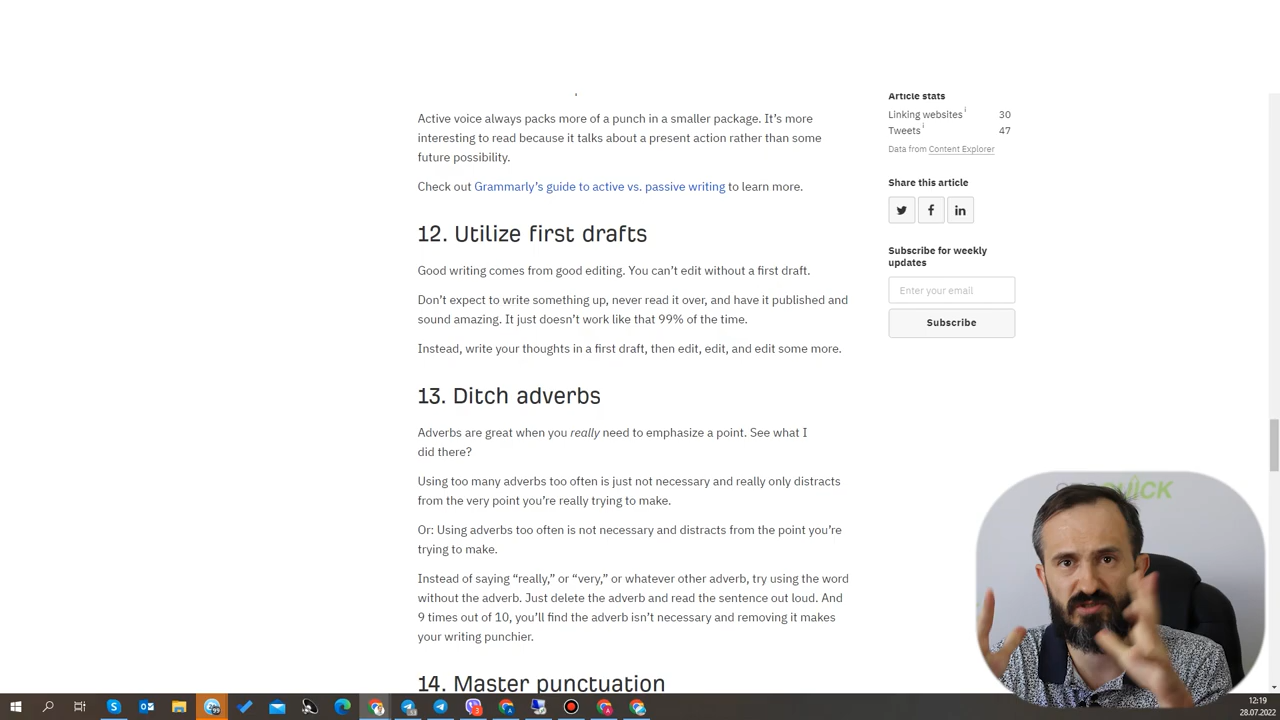 Active voice always packs more of a punch in a smaller package. It's more
interesting to read because it talks about a present action rather than some
future possibility.
Check out Grammarly's guide to active vs. passive writing to learn more.
12. Utilize first drafts
Good writing comes from good editing. You can't edit without a first draft.
Don't expect to write something up, never read it over, and have it published and
sound amazing. It just doesn't work like that 99% of the time.
Instead, write your thoughts in a first draft, then edit, edit, and edit some more.
13. Ditch adverbs
Adverbs are great when you really need to emphasize a point. See what I
did there?
Using too many adverbs too often is just not necessary and really only distracts
from the very point you're really trying to make.
Or: Using adverbs too often is not necessary and distracts from the point you're
trying to make.
Instead of saying “really,” or “very,” or whatever other adverb, try using the word
without the adverb. Just delete the adverb and read the sentence out loud. And
9 times out of 10, you'll find the adverb isn't necessary and removing it makes
your writing punchier.
14. Master punctuation
Article stats
Linking websites i 30
Tweets i 47
Data from Content Explorer
Share this article
Subscribe for weekly
updates
Enter your email
Subscribe
12:19
28.07.2022